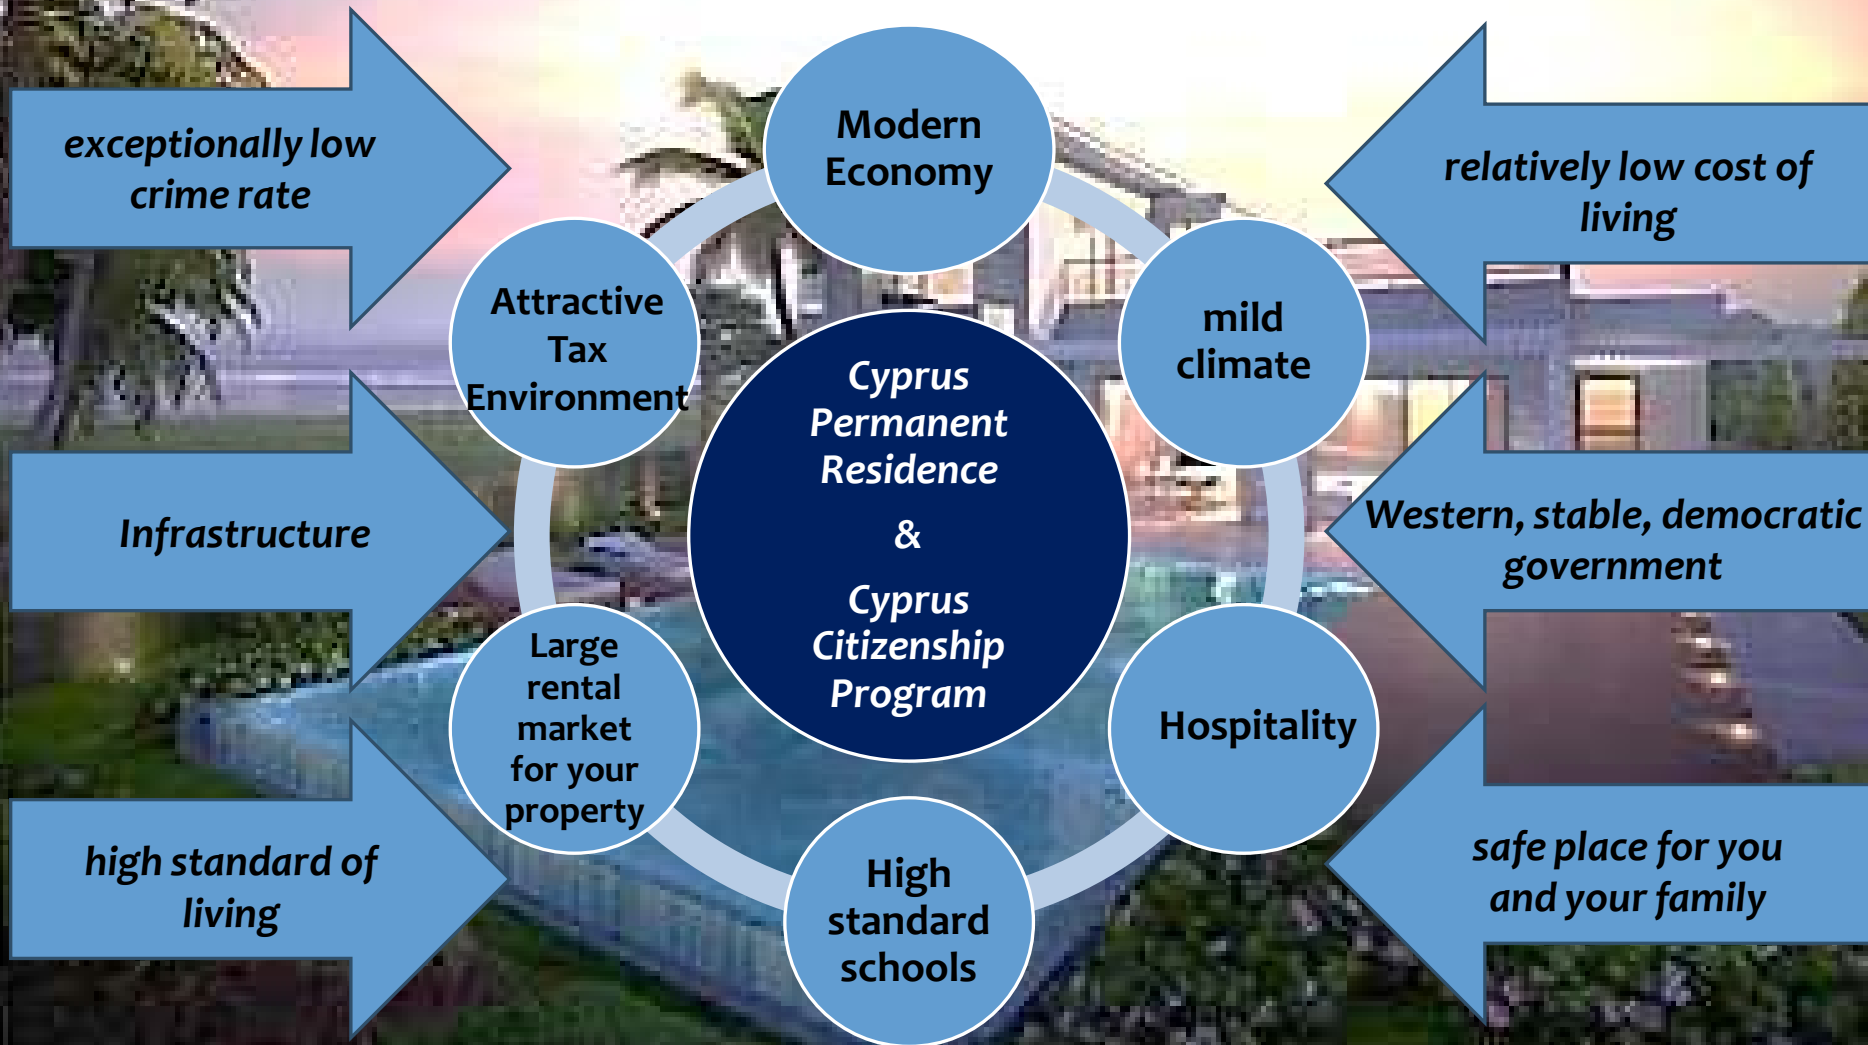 exceptionally low
crime rate
Infrastructure
high standard of
living
Modern
Economy
Attractive
Tax
Environment
mild
climate
Cyprus
Permanent
Residence
&
Cyprus
Citizenship
Program
Large
rental
market
for your
property
Hospitality
High
standard
schools
relatively low cost of
living
Western, stable, democratic
government
safe place for you
and your family